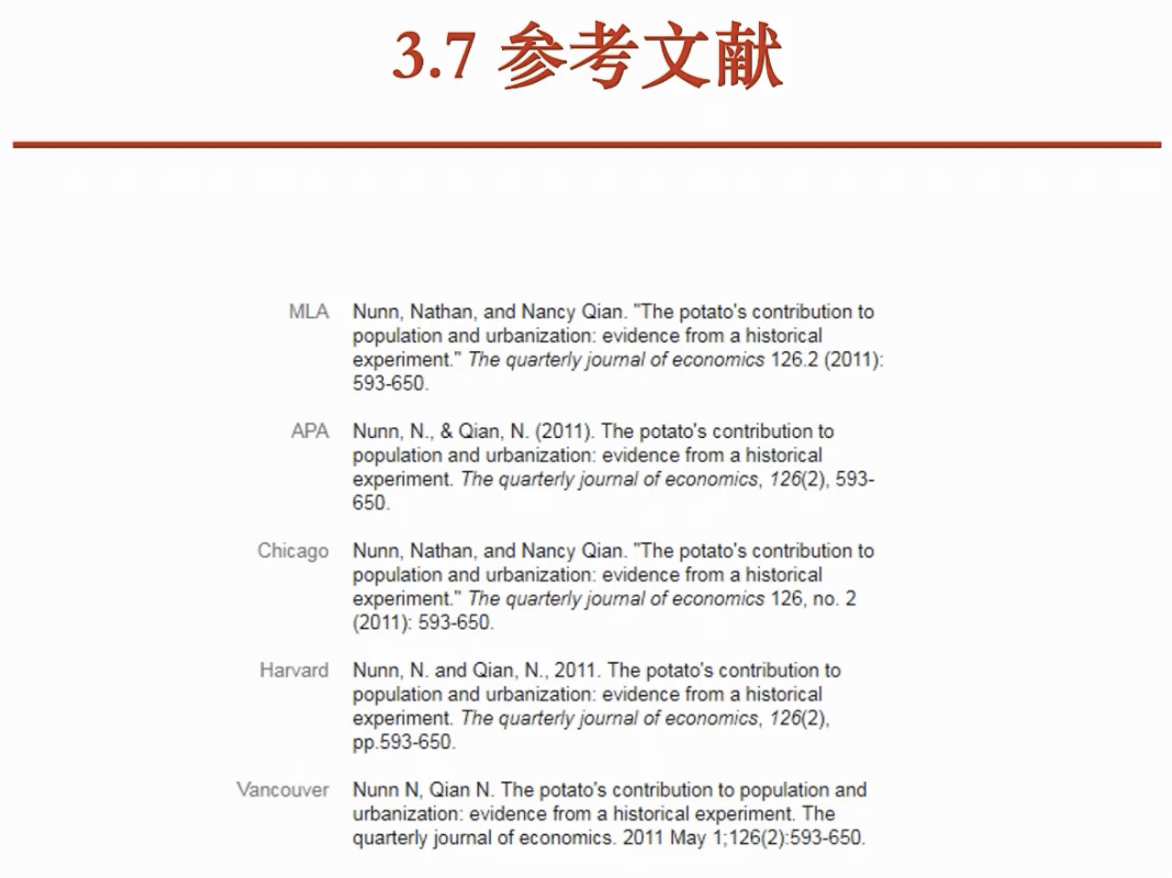 3.7 参考文献
MLA Nunn, Nathan, and Nancy Qian. "The potato's contribution to
population and urbanization: evidence from a historical
experiment." The quarterly journal of economics 126.2 (2011):
593-650.
APA Nunn, N., & Qian, N. (2011). The potato's contribution to
population and urbanization: evidence from a historical
experiment. The quarterly journal of economics, 126(2), 593-
650.
Chicago Nunn, Nathan, and Nancy Qian. "The potato's contribution to
population and urbanization: evidence from a historical
experiment." The quarterly journal of economics 126, no. 2
(2011): 593-650.
Harvard Nunn, N. and Qian, N., 2011. The potato's contribution to
population and urbanization: evidence from a historical
experiment. The quarterly journal of economics, 126(2),
pp.593-650.
Vancouver Nunn N, Qian N. The potato's contribution to population and
urbanization: evidence from a historical experiment. The
quarterly journal of economics. 2011 May 1;126(2):593-650.